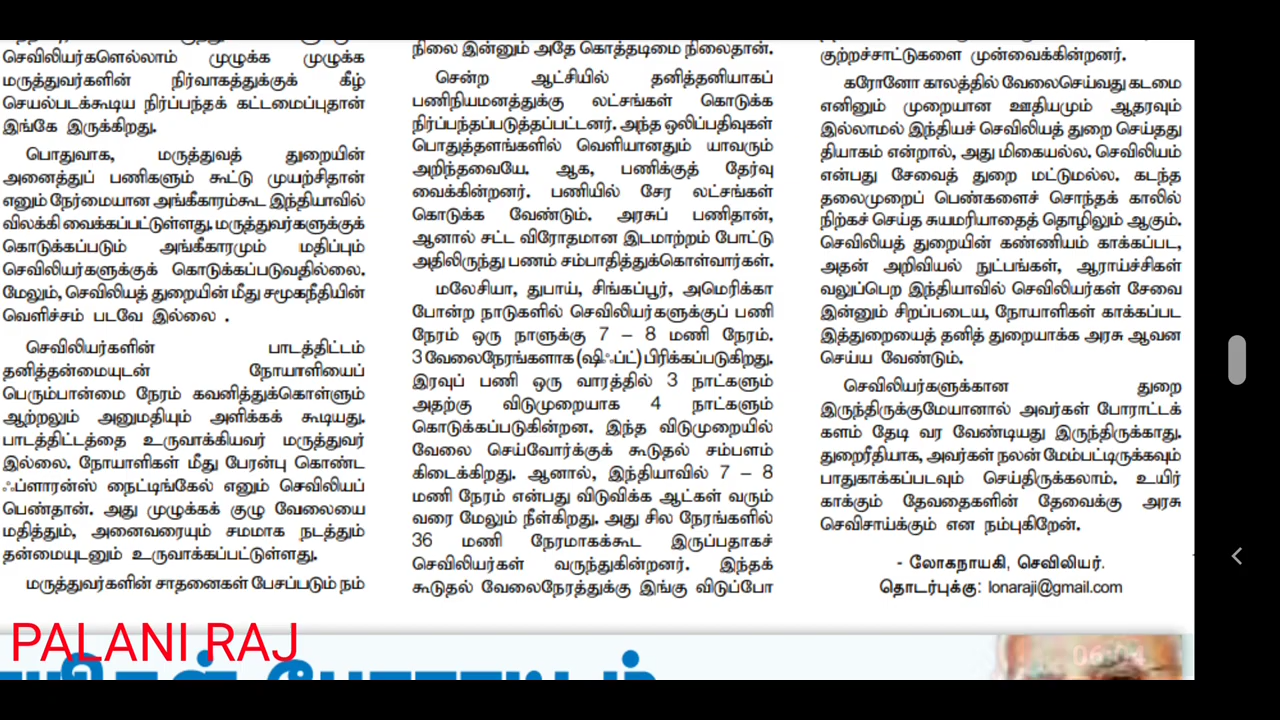 செவிலியர்களெல்லாம் முழுக்க முழுக்க
மருத்துவர்களின் நிர்வாகத்துக்குக் கீழ்
செயல்படக்கூடிய நிர்ப்பந்தக் கட்டமைப்புதான்
இங்கே இருக்கிறது.
பொதுவாக, மருத்துவத் துறையின்
அனைத்துப் பணிகளும் கூட்டு முயற்சிதான்
எனும் நேர்மையான அங்கீகாரம்கூட இந்தியாவில்
விலக்கி வைக்கப்பட்டுள்ளது. மருத்துவர்களுக்குக்
கொடுக்கப்படும் அங்கீகாரமும் மதிப்பும்
செவிலியர்களுக்குக் கொடுக்கப்படுவதில்லை.
மேலும், செவிலியத் துறையின் மீது சமூகநீதியின்
வெளிச்சம் படவே இல்லை .
செவிலியர்களின் பாடத்திட்டம்
தனித்தன்மையுடன் நோயாளியைப்
பெரும்பான்மை நேரம் கவனித்துக்கொள்ளும்
ஆற்றலும் அனுமதியும் அளிக்கக் கூடியது.
பாடத்திட்டத்தை உருவாக்கியவர் மருத்துவர்
இல்லை. நோயாளிகள் மீது பேரன்பு கொண்ட
ஃப்ளாரன்ஸ் நைட்டிங்கேல் எனும் செவிலியப்
பெண்தான். அது முழுக்கக் குழு வேலையை
மதித்தும், அனைவரையும் சமமாக நடத்தும்
தன்மையுடனும் உருவாக்கப்பட்டுள்ளது.
மருத்துவர்களின் சாதனைகள் பேசப்படும் நம்
நிலை இன்னும் அதே கொத்தடிமை நிலைதான்.
சென்ற ஆட்சியில் தனித்தனியாகப்
பணிநியமனத்துக்கு லட்சங்கள் கொடுக்க
நிர்ப்பந்தப்படுத்தப்பட்டனர். அந்த ஒலிப்பதிவுகள்
பொதுத்தளங்களில் வெளியானதும் யாவரும்
அறிந்தவையே. ஆக, பணிக்குத் தேர்வு
வைக்கின்றனர். பணியில் சேர லட்சங்கள்
கொடுக்க வேண்டும். அரசுப் பணிதான்,
ஆனால் சட்ட விரோதமான இடமாற்றம் போட்டு
அதிலிருந்து பணம் சம்பாதித்துக்கொள்வார்கள்.
மலேசியா, துபாய், சிங்கப்பூர், அமெரிக்கா
போன்ற நாடுகளில் செவிலியர்களுக்குப் பணி
நேரம் ஒரு நாளுக்கு 7 – 8 மணி நேரம்.
3 வேலைநேரங்களாக (ஷிஃப்ட்) பிரிக்கப்படுகிறது.
இரவுப் பணி ஒரு வாரத்தில் 3 நாட்களும்
அதற்கு விடுமுறையாக 4 நாட்களும்
கொடுக்கப்படுகின்றன. இந்த விடுமுறையில்
வேலை செய்வோர்க்குக் கூடுதல் சம்பளம்
கிடைக்கிறது. ஆனால், இந்தியாவில் 7 – 8
மணி நேரம் என்பது விடுவிக்க ஆட்கள் வரும்
வரை மேலும் நீள்கிறது. அது சில நேரங்களில்
36 மணி நேரமாகக்கூட இருப்பதாகச்
செவிலியர்கள் வருந்துகின்றனர். இந்தக்
கூடுதல் வேலைநேரத்துக்கு இங்கு விடுப்போ
குற்றச்சாட்டுகளை முன்வைக்கின்றனர்.
கரோனோ காலத்தில் வேலைசெய்வது கடமை
எனினும் முறையான ஊதியமும் ஆதரவும்
இல்லாமல் இந்தியச் செவிலியத் துறை செய்தது
தியாகம் என்றால், அது மிகையல்ல. செவிலியம்
என்பது சேவைத் துறை மட்டுமல்ல. கடந்த
தலைமுறைப் பெண்களைச் சொந்தக் காலில்
நிற்கச் செய்த சுயமரியாதைத் தொழிலும் ஆகும்.
செவிலியத் துறையின் கண்ணியம் காக்கப்பட,
அதன் அறிவியல் நுட்பங்கள், ஆராய்ச்சிகள்
வலுப்பெற இந்தியாவில் செவிலியர்கள் சேவை
இன்னும் சிறப்படைய, நோயாளிகள் காக்கப்பட
இத்துறையைத் தனித் துறையாக்க அரசு ஆவன
செய்ய வேண்டும்.
செவிலியர்களுக்கான துறை
இருந்திருக்குமேயானால் அவர்கள் போராட்டக்
களம் தேடி வர வேண்டியது இருந்திருக்காது.
துறைரீதியாக, அவர்கள் நலன் மேம்பட்டிருக்கவும்
பாதுகாக்கப்படவும் செய்திருக்கலாம். உயிர்
காக்கும் தேவதைகளின் தேவைக்கு அரசு
செவிசாய்க்கும் என நம்புகிறேன்.
- லோகநாயகி, செவிலியர்.
தொடர்புக்கு: lonaraji@gmail.com
PALANI RAJ
06:04